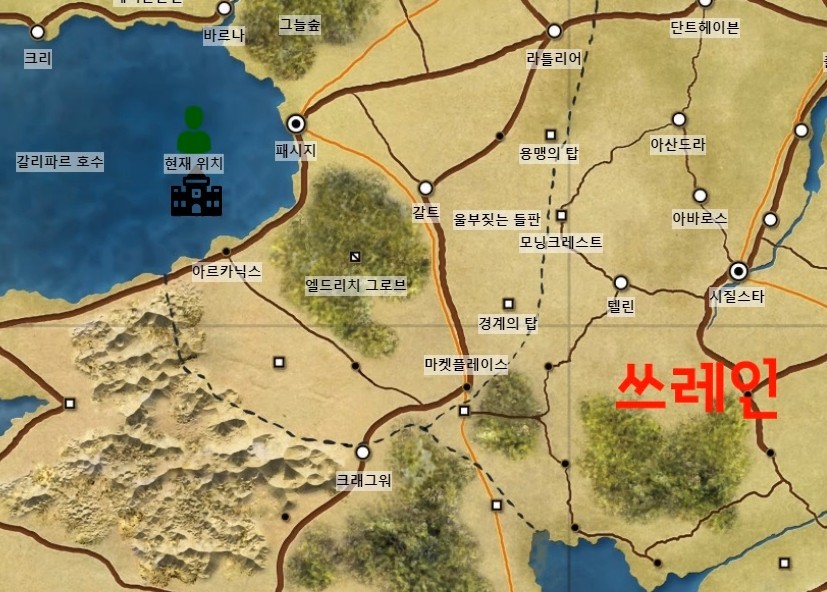 그늘숲
바르나
크리
라틀리어
단트헤이븐
갈리파르 호수
현재 위치
패시지
용맹의 탑
아산드라
갈트
울부짖는 들판
모닝크레스트
아바로스
아르카닉스
엘드리치 그로브
텔린
시질스타
경계의 탑
마켓플레이스
쓰레인
크래그워